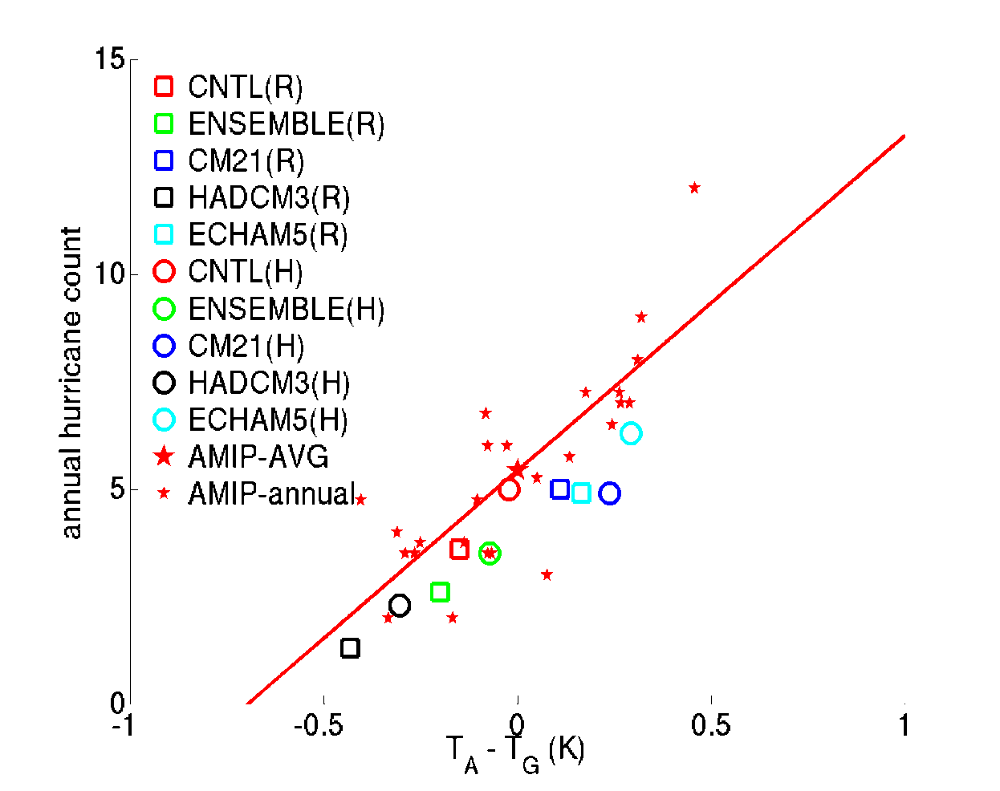 15
CNTL(R)
ENSEMBLE(R)
CM21(R)
HADCM3(R)
ECHAM5(R)
CNTL(H)
ENSEMBLE(H)
CM21(H)
HADCM3(H)
ECHAM5(H)
AMIP-AVG
AMIP-annual
annual hurricane count
10
5
0
-1
-0.5
0
0.5
1
T_A - T_G (K)